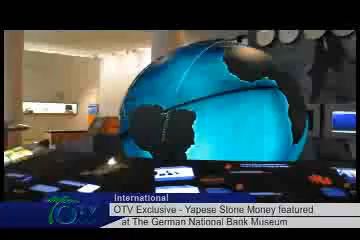 International
OTV Exclusive - Yapese Stone Money featured
at The German National Bank Museum
OTV